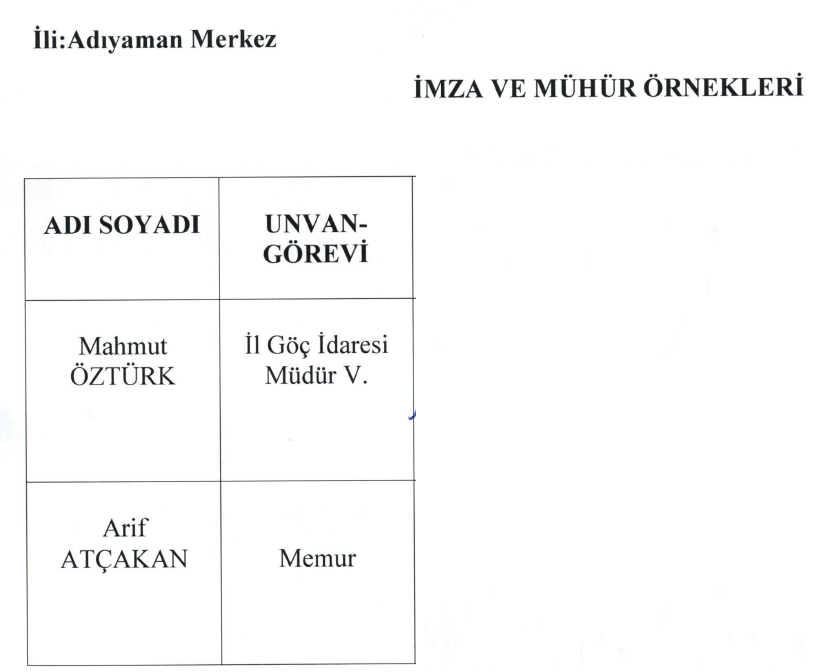 İli:Adıyaman Merkez
İMZA VE MÜHÜR ÖRNEKLERİ
ADI SOYADI
UNVAN-
GÖREVİ
Mahmut
ÖZTÜRK
İl Göç İdaresi
Müdür V.
Arif
ATÇAKAN
Memur